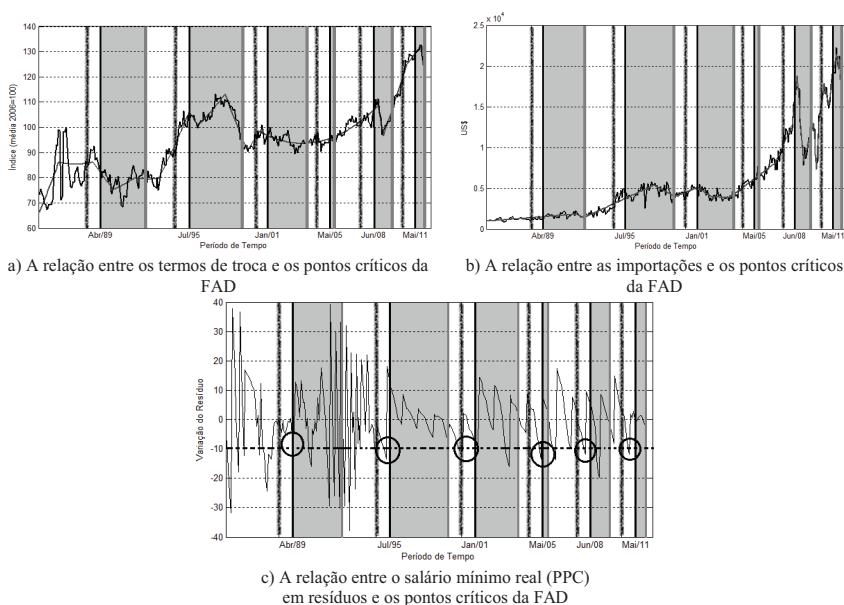 140
130
120
110
100
90
80
70
60
Índice (média 2006=100)
Abr/89 Jul/95 Jan/01 Mai/05 Jun/08 Mai/11
Período de Tempo
a) A relação entre os termos de troca e os pontos críticos da
FAD
x 10⁴
2.5
2
1.5
1
0.5
0
US$
Abr/89 Jul/95 Jan/01 Mai/05 Jun/08 Mai/11
Período de Tempo
b) A relação entre as importações e os pontos críticos
da FAD
40
30
20
10
0
-10
-20
-30
-40
Variação do Resíduo
Abr/89 Jul/95 Jan/01 Mai/05 Jun/08 Mai/11
Período de Tempo
c) A relação entre o salário mínimo real (PPC)
em resíduos e os pontos críticos da FAD